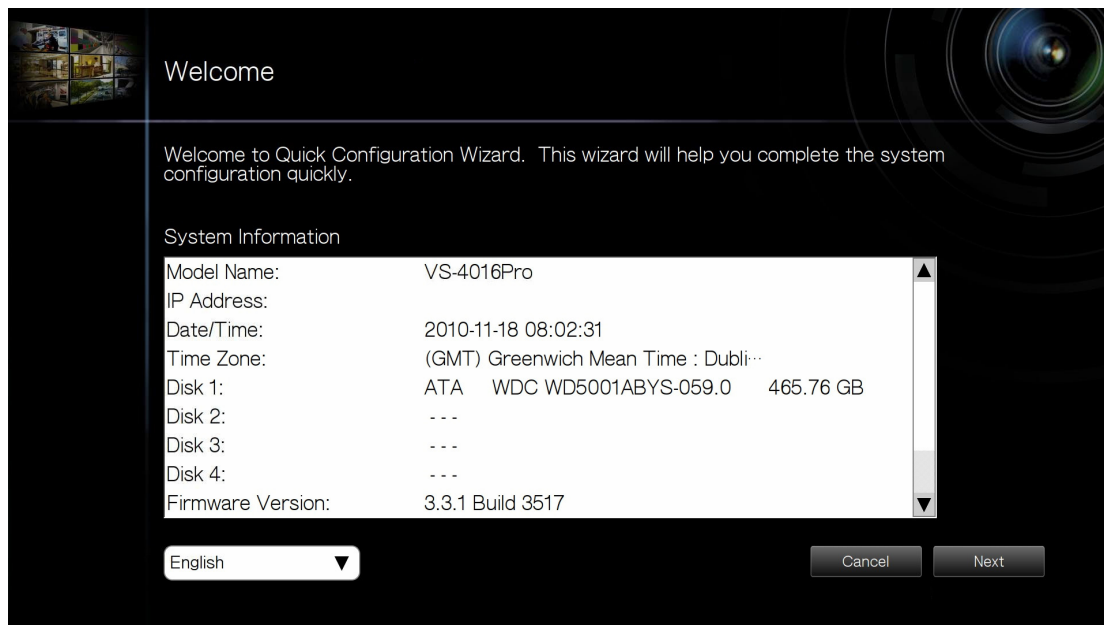 Welcome
Welcome to Quick Configuration Wizard. This wizard will help you complete the system
configuration quickly.
System Information
Model Name: VS-4016Pro
IP Address:
Date/Time: 2010-11-18 08:02:31
Time Zone: (GMT) Greenwich Mean Time : Dubli···
Disk 1: ATA WDC WD5001ABYS-059.0 465.76 GB
Disk 2: - - -
Disk 3: - - -
Disk 4: - - -
Firmware Version: 3.3.1 Build 3517
English ▼ Cancel Next